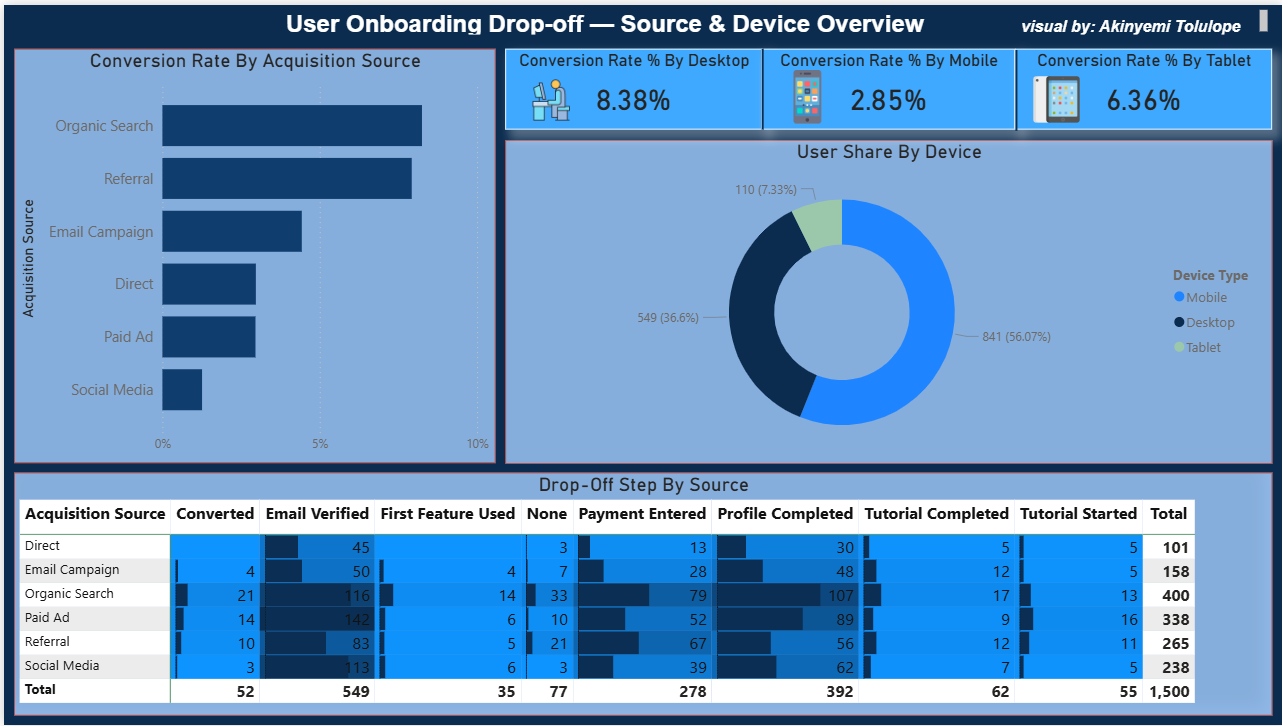 User Onboarding Drop-off — Source & Device Overview
visual by: Akinyemi Tolulope
Conversion Rate By Acquisition Source
Acquisition Source
Organic Search
Referral
Email Campaign
Direct
Paid Ad
Social Media
0% 5% 10%
Conversion Rate % By Desktop
8.38%
Conversion Rate % By Mobile
2.85%
Conversion Rate % By Tablet
6.36%
User Share By Device
110 (7.33%)
549 (36.6%)
841 (56.07%)
Device Type
Mobile
Desktop
Tablet
Drop-Off Step By Source
Acquisition Source Converted Email Verified First Feature Used None Payment Entered Profile Completed Tutorial Completed Tutorial Started Total
Direct 45 3 13 30 5 5 101
Email Campaign 4 50 4 7 28 48 12 5 158
Organic Search 21 116 14 33 79 107 17 13 400
Paid Ad 14 142 6 10 52 89 9 16 338
Referral 10 83 5 21 67 56 12 11 265
Social Media 3 113 6 3 39 62 7 5 238
Total 52 549 35 77 278 392 62 55 1,500